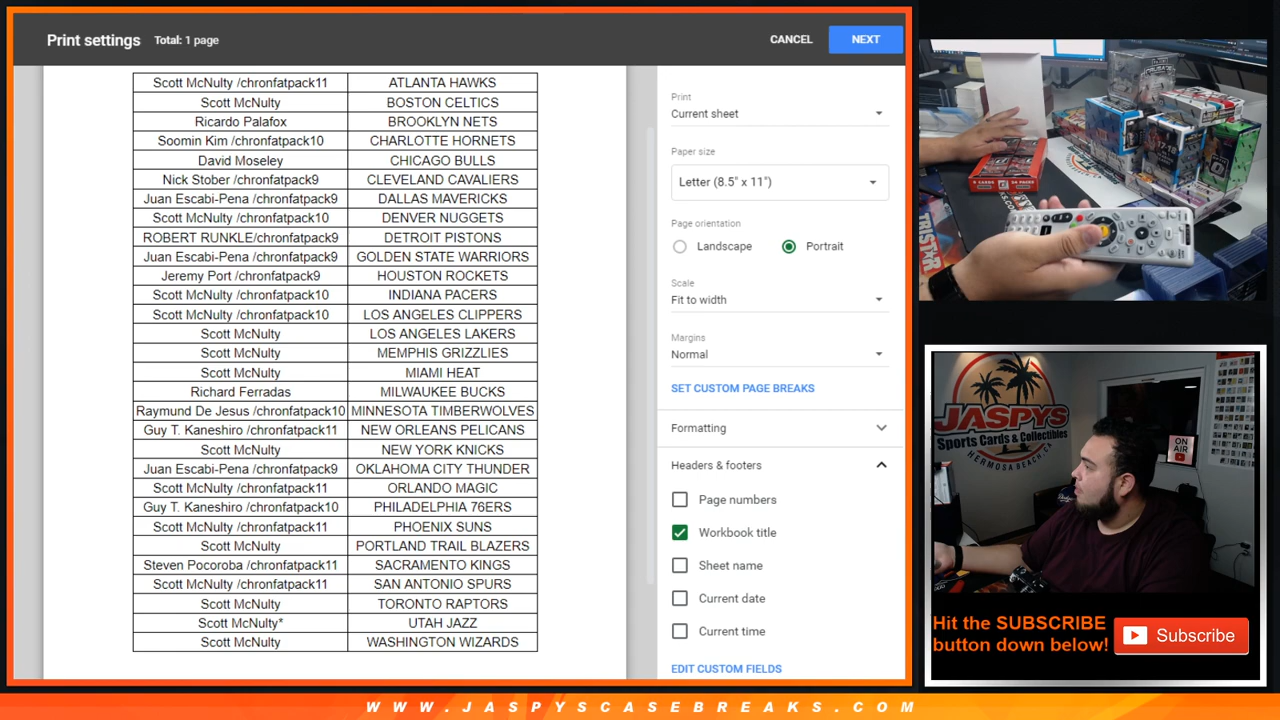 Print settings Total: 1 page CANCEL NEXT
Scott McNulty /chronfatpack11 ATLANTA HAWKS
Scott McNulty BOSTON CELTICS
Ricardo Palafox BROOKLYN NETS
Soomin Kim /chronfatpack10 CHARLOTTE HORNETS
David Moseley CHICAGO BULLS
Nick Stober /chronfatpack9 CLEVELAND CAVALIERS
Juan Escabi-Pena /chronfatpack9 DALLAS MAVERICKS
Scott McNulty /chronfatpack10 DENVER NUGGETS
ROBERT RUNKLE/chronfatpack9 DETROIT PISTONS
Juan Escabi-Pena /chronfatpack9 GOLDEN STATE WARRIORS
Jeremy Port /chronfatpack9 HOUSTON ROCKETS
Scott McNulty /chronfatpack10 INDIANA PACERS
Scott McNulty /chronfatpack10 LOS ANGELES CLIPPERS
Scott McNulty LOS ANGELES LAKERS
Scott McNulty MEMPHIS GRIZZLIES
Scott McNulty MIAMI HEAT
Richard Ferradas MILWAUKEE BUCKS
Raymund De Jesus /chronfatpack10 MINNESOTA TIMBERWOLVES
Guy T. Kaneshiro /chronfatpack11 NEW ORLEANS PELICANS
Scott McNulty NEW YORK KNICKS
Juan Escabi-Pena /chronfatpack9 OKLAHOMA CITY THUNDER
Scott McNulty /chronfatpack11 ORLANDO MAGIC
Guy T. Kaneshiro /chronfatpack10 PHILADELPHIA 76ERS
Scott McNulty /chronfatpack11 PHOENIX SUNS
Scott McNulty PORTLAND TRAIL BLAZERS
Steven Pocoroba /chronfatpack11 SACRAMENTO KINGS
Scott McNulty /chronfatpack11 SAN ANTONIO SPURS
Scott McNulty TORONTO RAPTORS
Scott McNulty* UTAH JAZZ
Scott McNulty WASHINGTON WIZARDS
Print
Current sheet
Paper size
Letter (8.5" x 11")
Page orientation
Landscape Portrait
Scale
Fit to width
Margins
Normal
SET CUSTOM PAGE BREAKS
Formatting
Headers & footers
Page numbers
Workbook title
Sheet name
Current date
Current time
EDIT CUSTOM FIELDS
TRISTAR
17-18
JASPYS
Sports Cards & Collectibles
HERMOSA BEACH, CA
ON
AIR
Hit the SUBSCRIBE
button down below!
Subscribe
WWW.JASPYSCASEBREAKS.COM